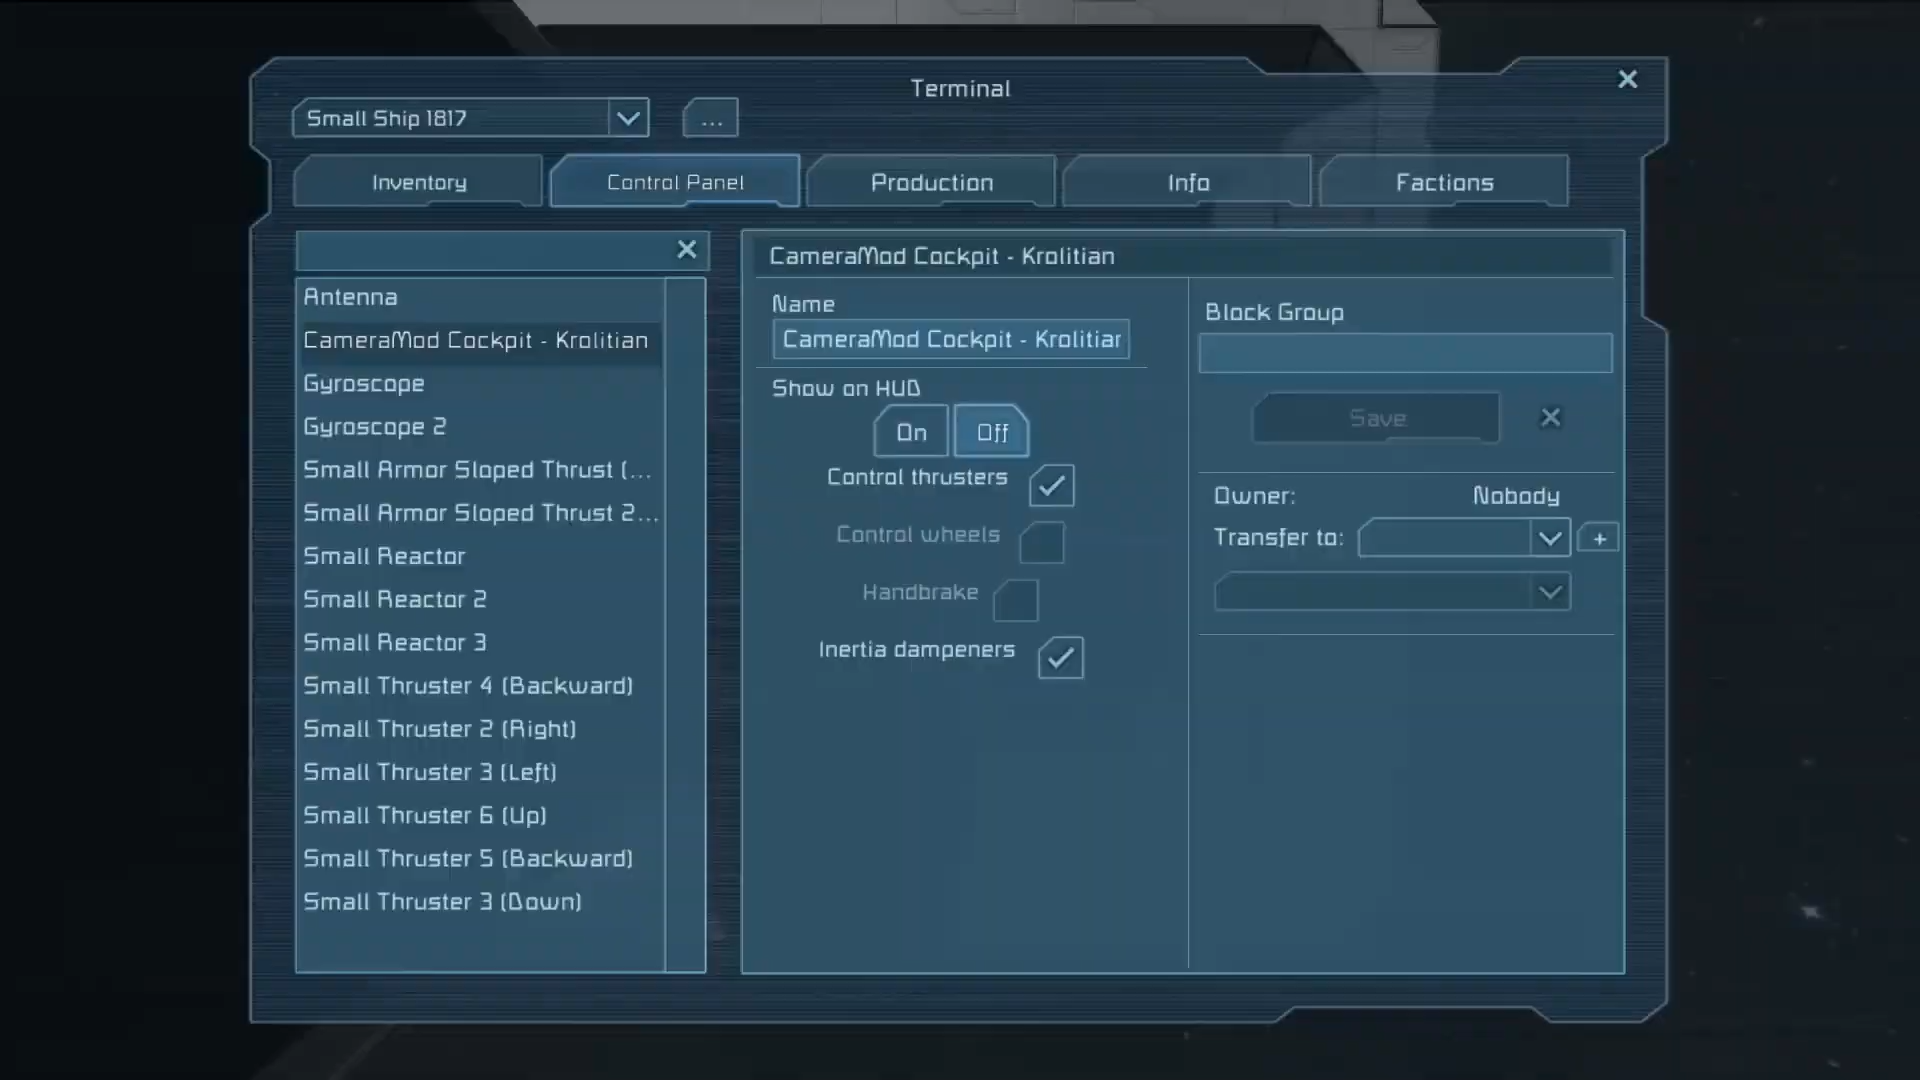 Terminal
Small Ship 1817
...
Inventory
Control Panel
Production
Info
Factions
Antenna
CameraMod Cockpit - Krolitian
Gyroscope
Gyroscope 2
Small Armor Sloped Thrust (...
Small Armor Sloped Thrust 2...
Small Reactor
Small Reactor 2
Small Reactor 3
Small Thruster 4 (Backward)
Small Thruster 2 (Right)
Small Thruster 3 (Left)
Small Thruster 6 (Up)
Small Thruster 5 (Backward)
Small Thruster 3 (Down)
CameraMod Cockpit - Krolitian
Name
CameraMod Cockpit - Krolitiar
Show on HUD
On
Off
Control thrusters
Control wheels
Handbrake
Inertia dampeners
Block Group
Save
Owner: Nobody
Transfer to:
+